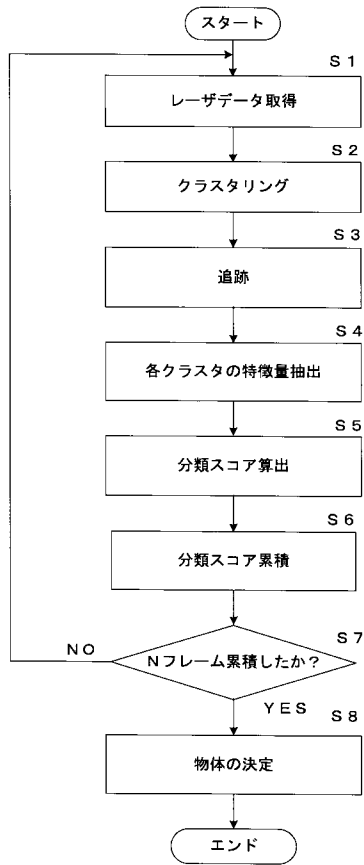 スタート
S1
レーザデータ取得
S2
クラスタリング
S3
追跡
S4
各クラスタの特徴量抽出
S5
分類スコア算出
S6
分類スコア累積
S7
NO
Nフレーム累積したか?
YES
S8
物体の決定
エンド